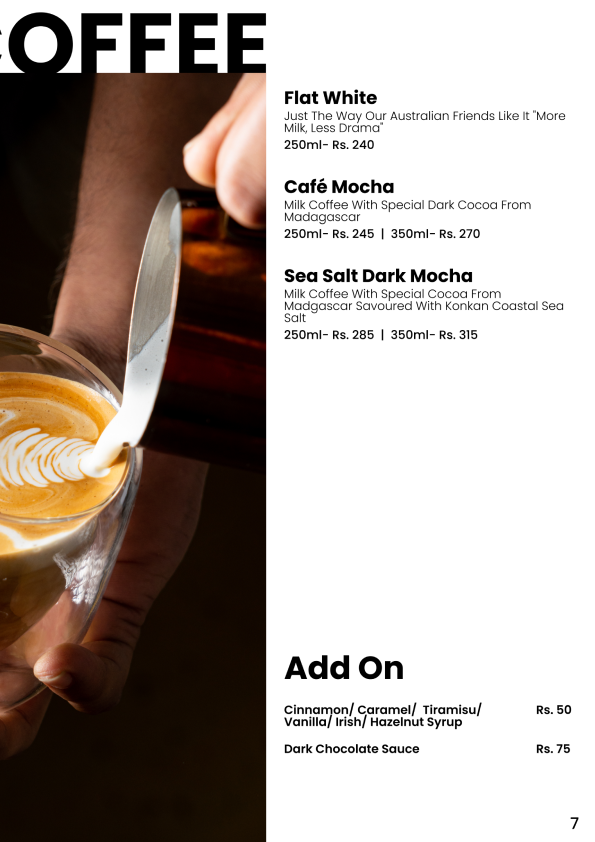 COFFEE
Flat White
Just The Way Our Australian Friends Like It "More
Milk, Less Drama"
250ml- Rs. 240
Café Mocha
Milk Coffee With Special Dark Cocoa From
Madagascar
250ml- Rs. 245 | 350ml- Rs. 270
Sea Salt Dark Mocha
Milk Coffee With Special Cocoa From
Madgascar Savoured With Konkan Coastal Sea
Salt
250ml- Rs. 285 | 350ml- Rs. 315
Add On
Cinnamon/ Caramel/ Tiramisu/ Rs. 50
Vanilla/ Irish/ Hazelnut Syrup
Dark Chocolate Sauce Rs. 75
7